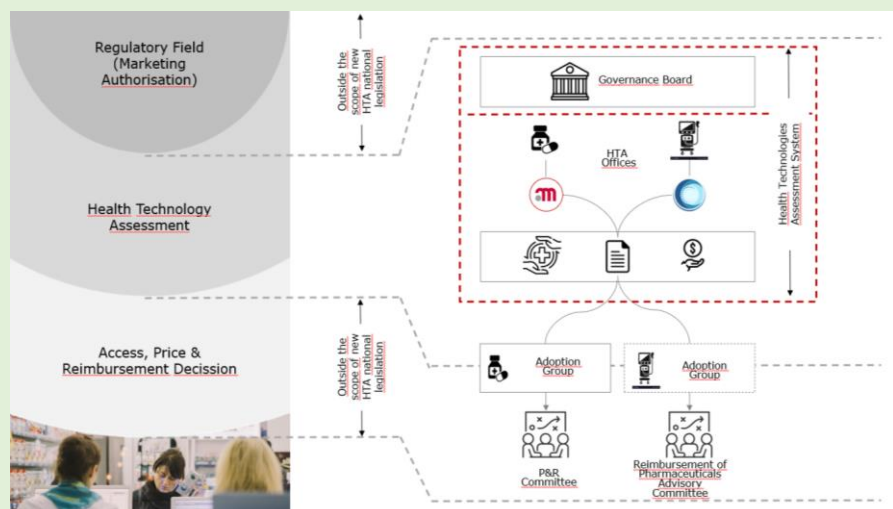 Regulatory Field
(Marketing
Authorisation)
Outside the
scope of new
HTA national
legislation
Governance Board
HTA
Offices
am
Health Technologies
Assessment System
Health Technology
Assessment
Access, Price &
Reimbursement Decission
Outside the
scope of new
HTA national
legislation
Adoption
Group
Adoption
Group
P&R
Committee
Reimbursement of
Pharmaceuticals
Advisory
Committee